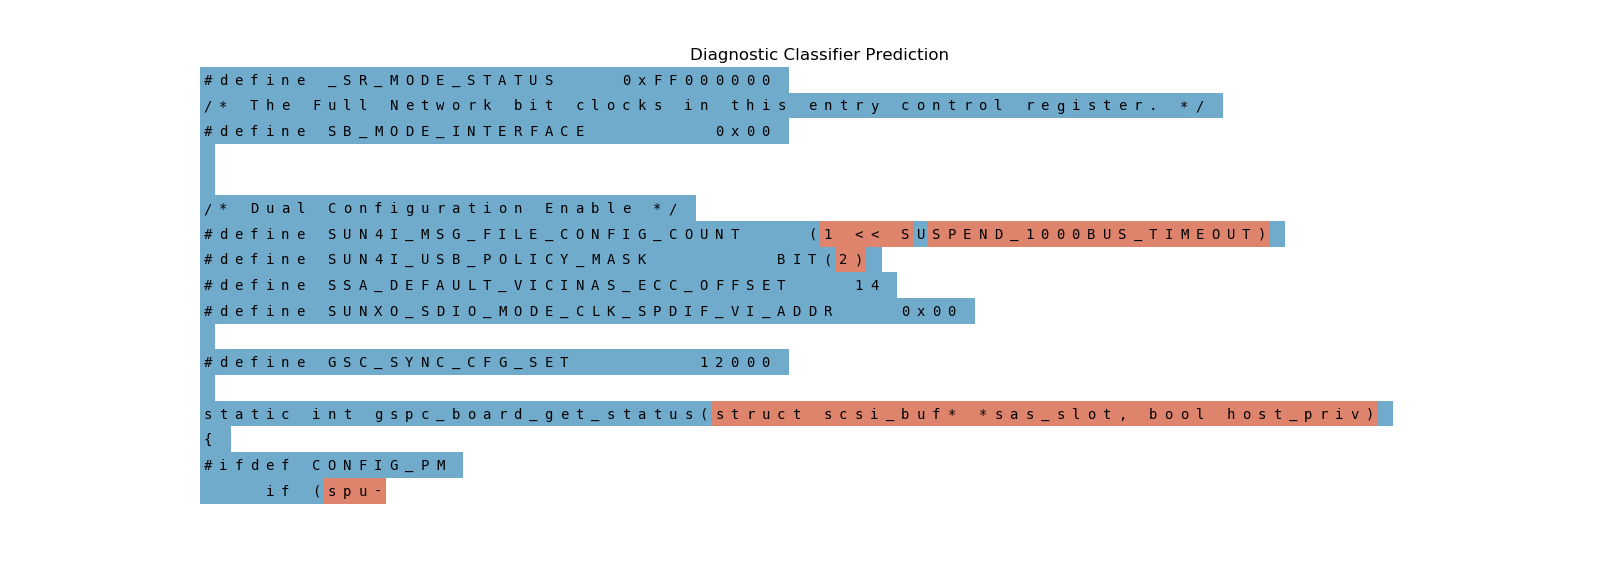 Diagnostic Classifier Prediction
#define _SR_MODE_STATUS    0xFF000000
/* The Full Network bit clocks in this entry control register. */
#define SB_MODE_INTERFACE        0x00
/* Dual Configuration Enable */
#define SUN4I_MSG_FILE_CONFIG_COUNT    (1 << SUSPEND_1000BUS_TIMEOUT)
#define SUN4I_USB_POLICY_MASK        BIT(2)
#define SSA_DEFAULT_VICINAS_ECC_OFFSET    14
#define SUNXO_SDIO_MODE_CLK_SPDIF_VI_ADDR    0x00
#define GSC_SYNC_CFG_SET        12000
static int gspc_board_get_status(struct scsi_buf* *sas_slot, bool host_priv)
{
#ifdef CONFIG_PM
    if (spu-